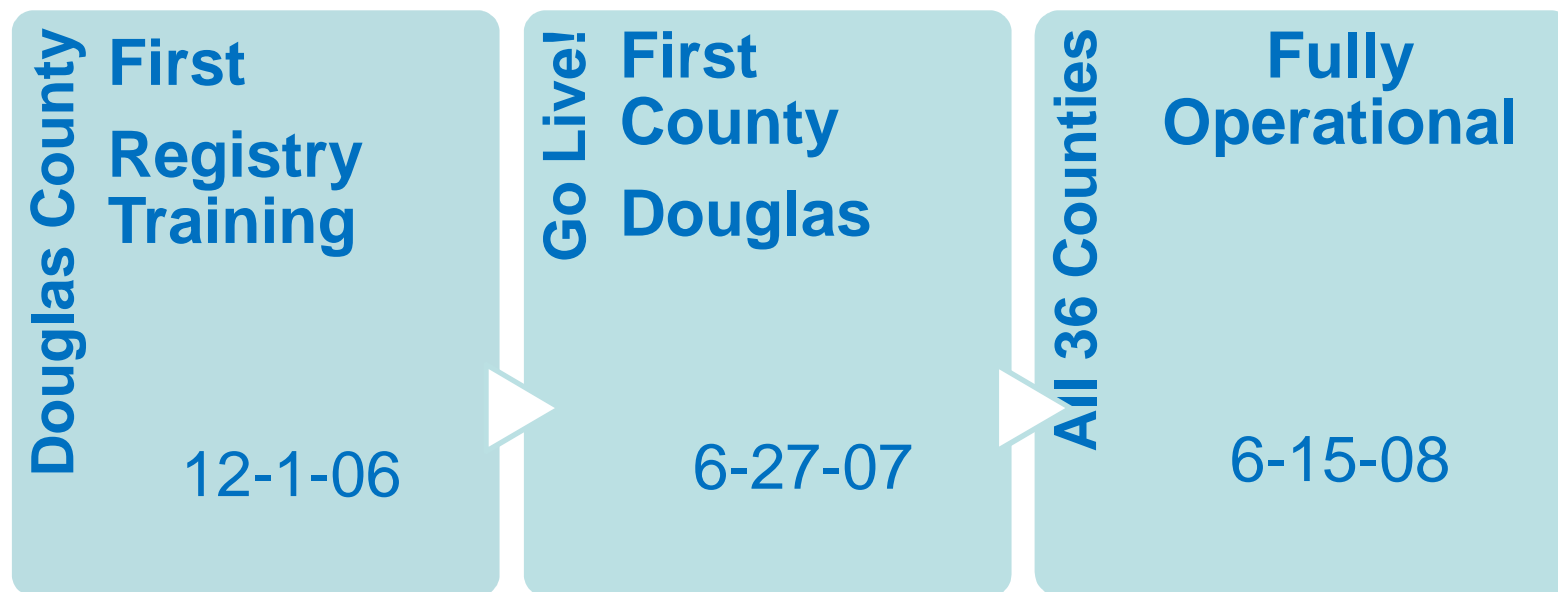 Douglas County
First
Registry
Training
12-1-06
Go Live!
First
County
Douglas
6-27-07
All 36 Counties
Fully
Operational
6-15-08